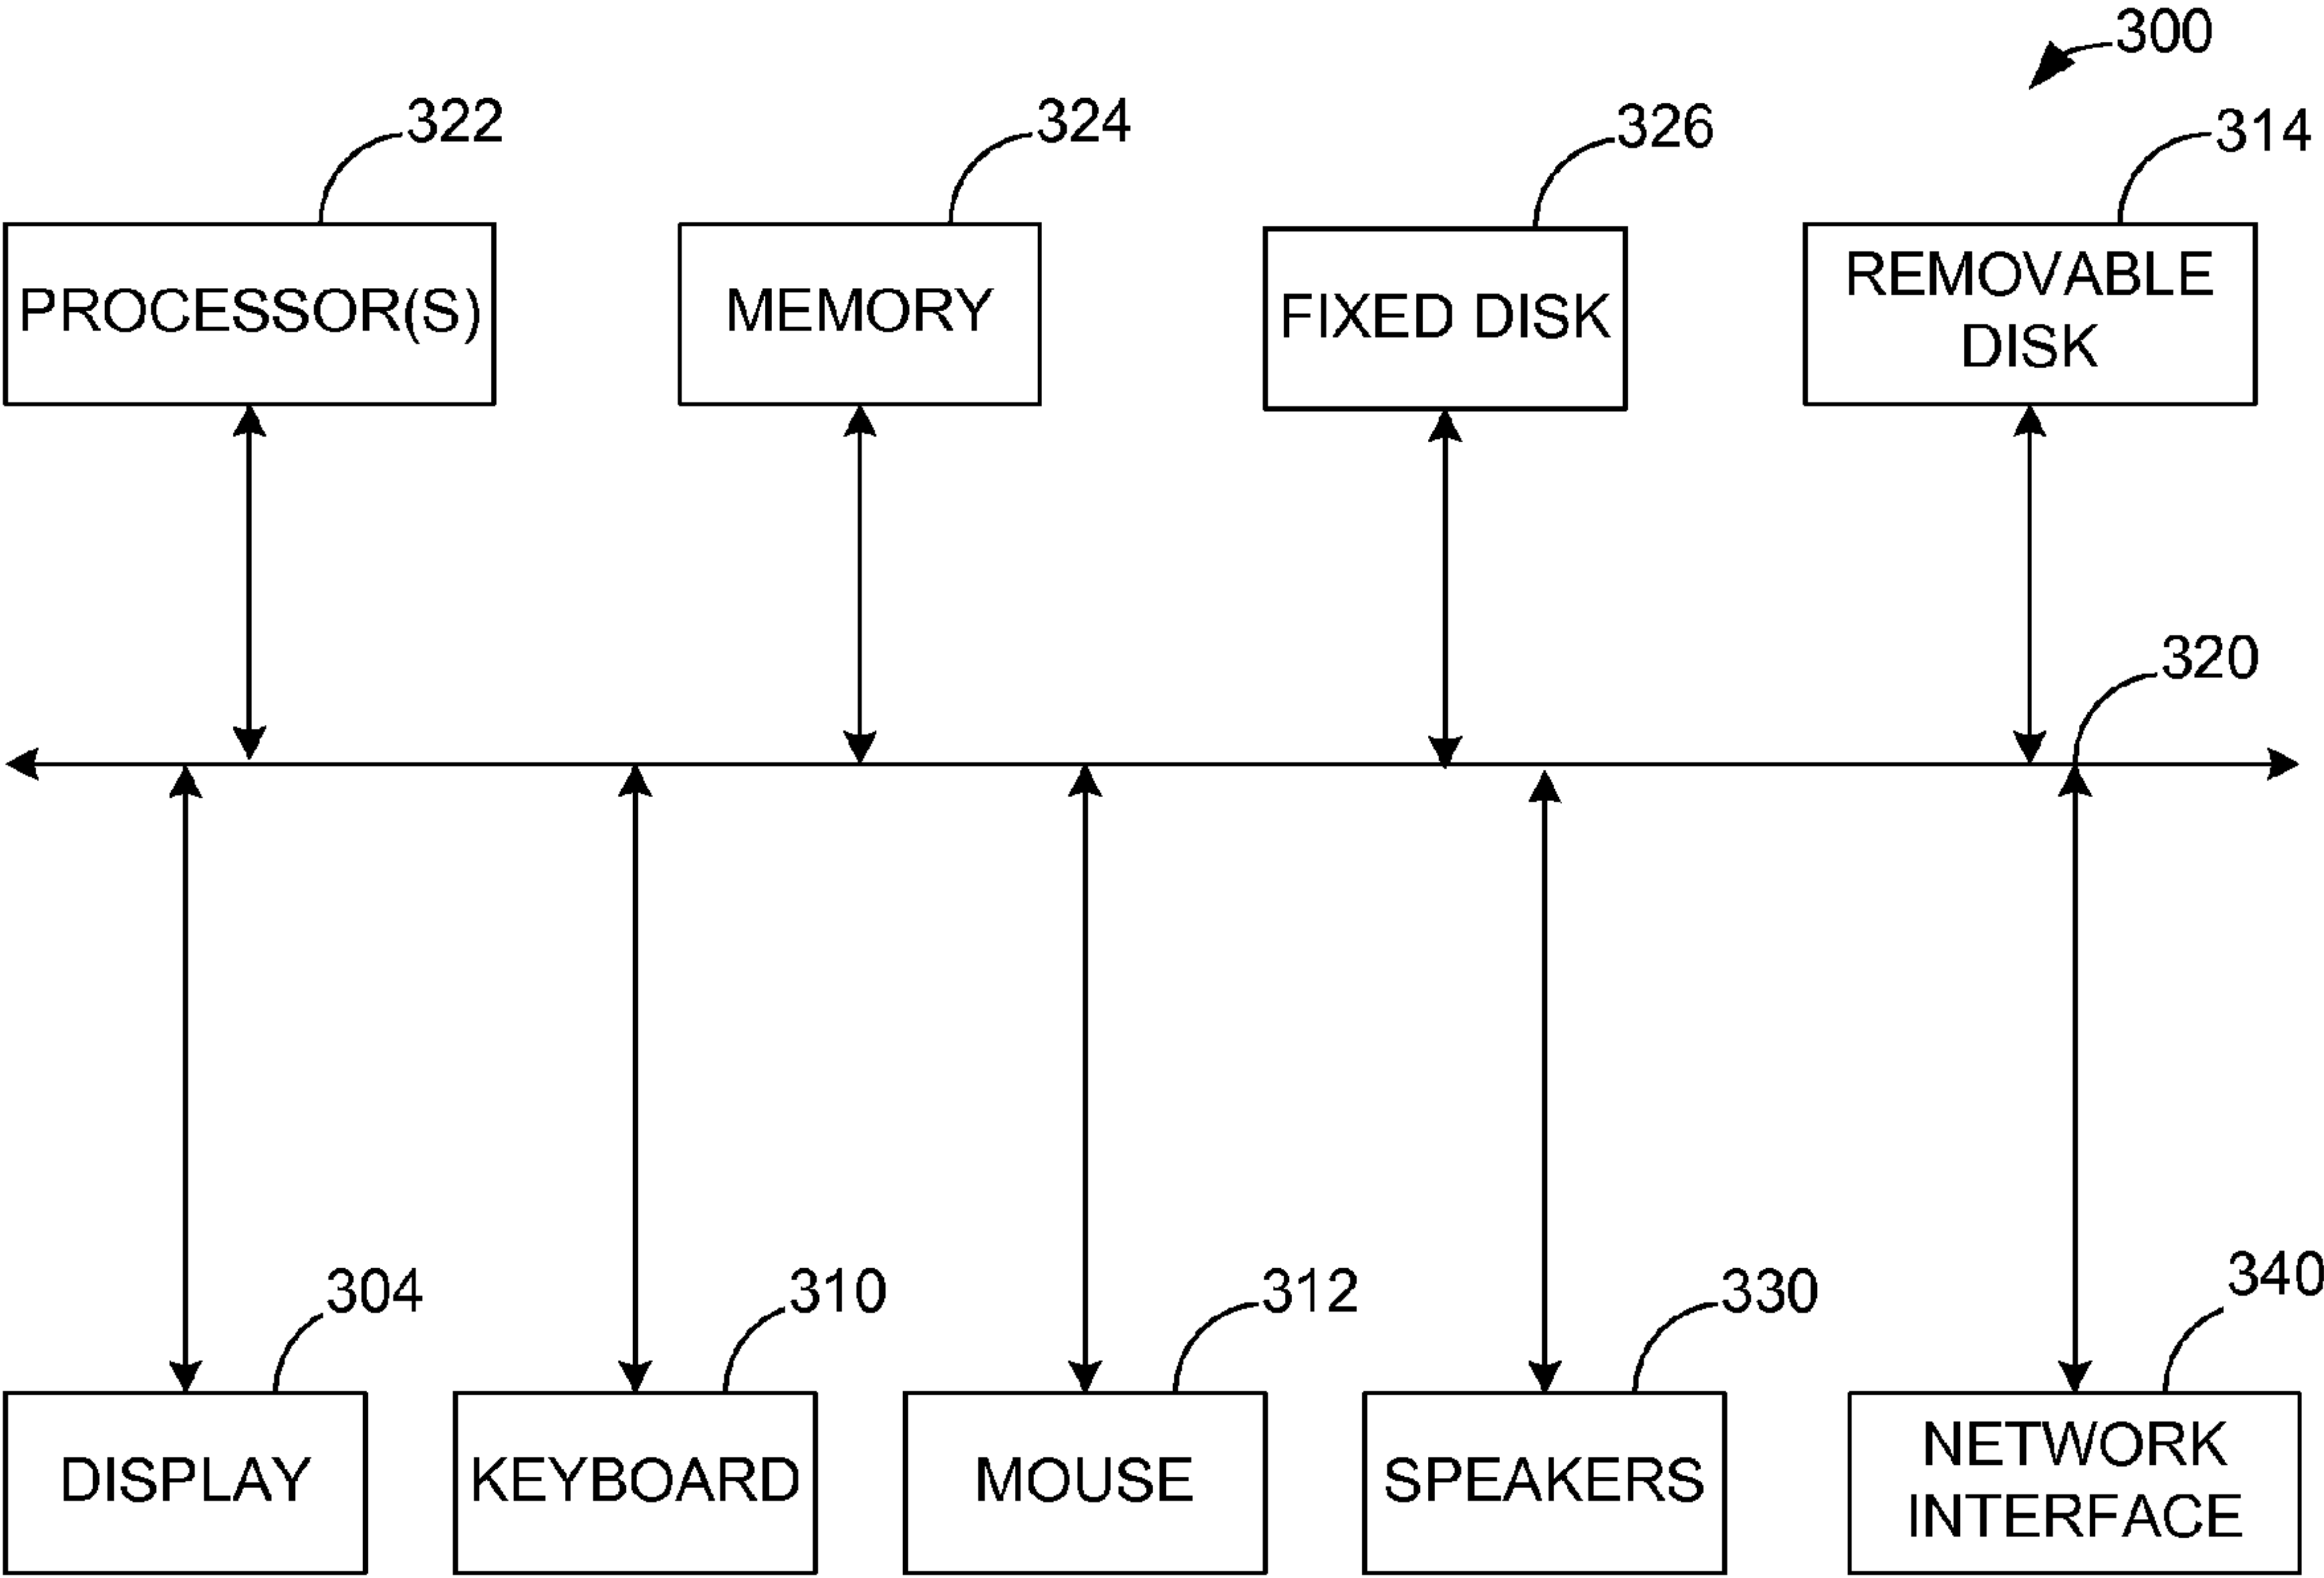 300
322
324
326
314
PROCESSOR(S)
MEMORY
FIXED DISK
REMOVABLE
DISK
320
304
310
312
330
340
DISPLAY
KEYBOARD
MOUSE
SPEAKERS
NETWORK
INTERFACE